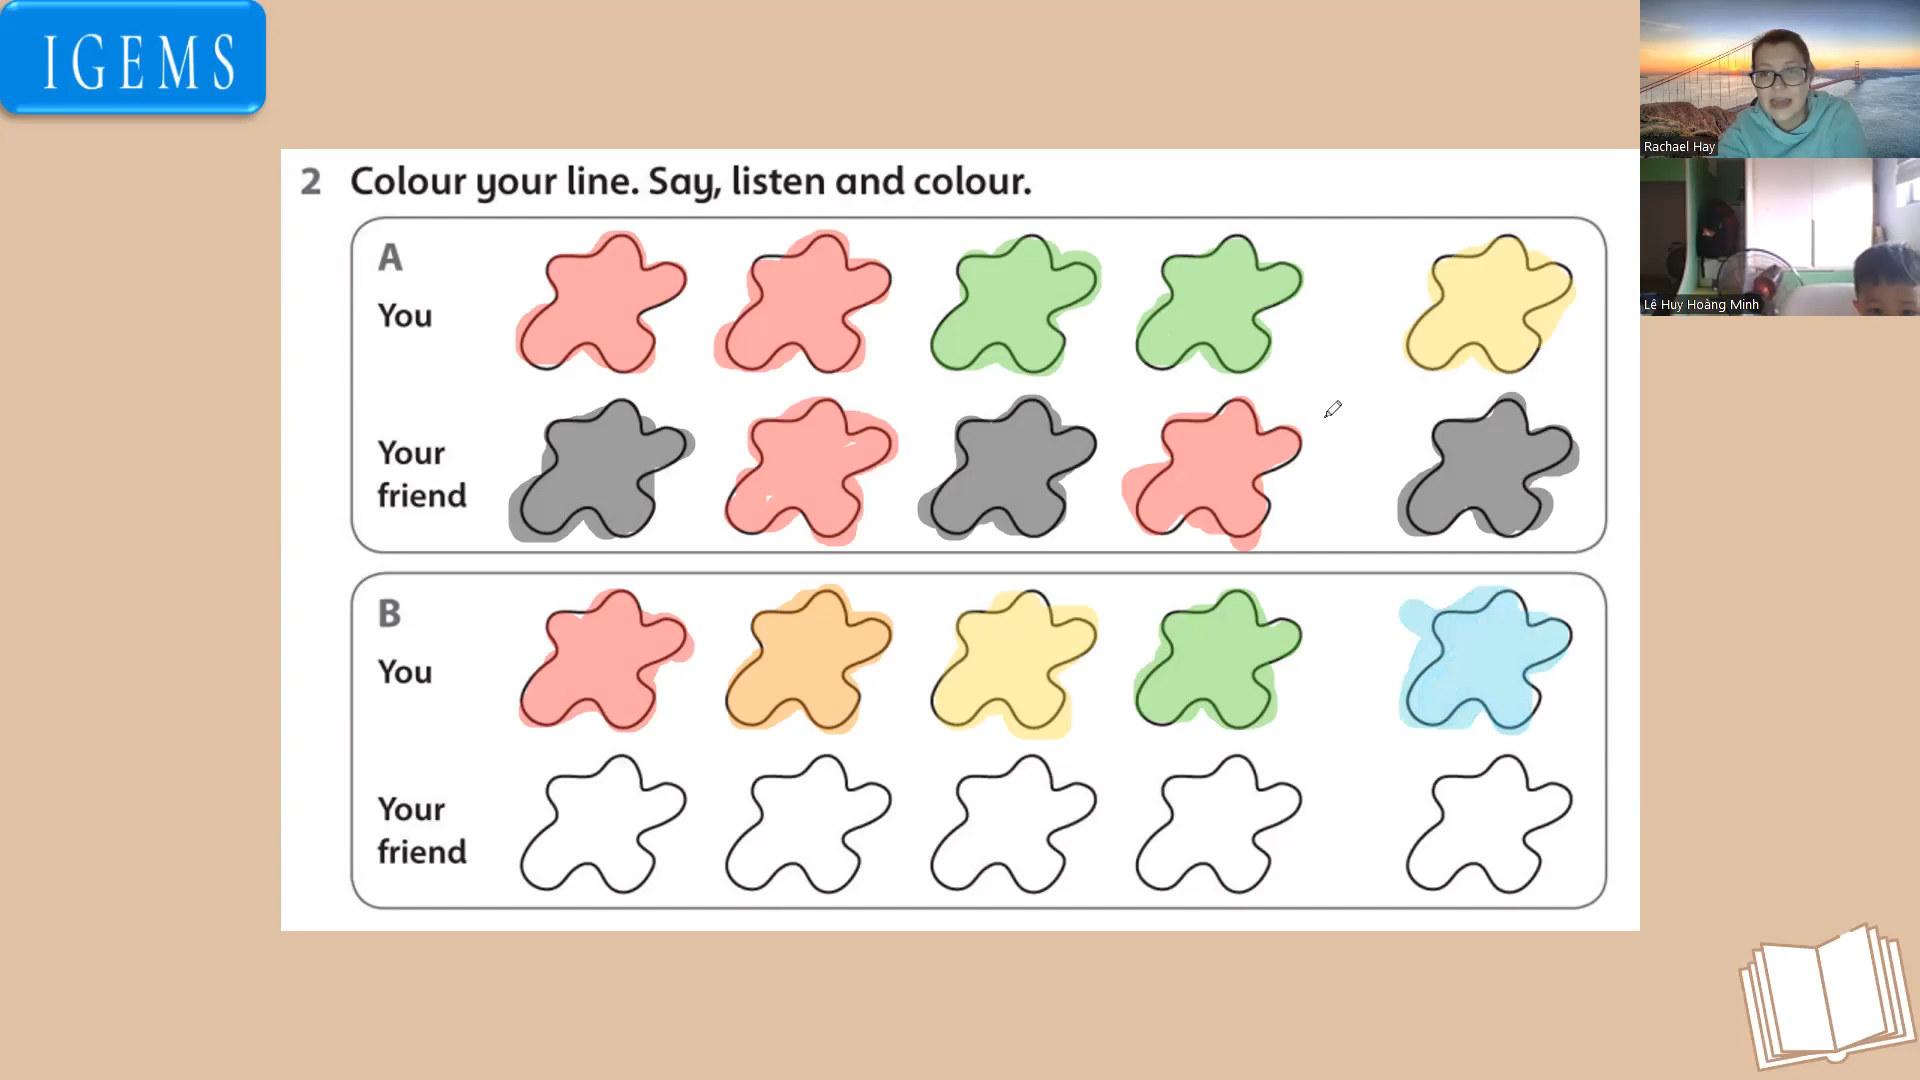 IGEMS
2 Colour your line. Say, listen and colour.
A
You
Your
friend
B
You
Your
friend
Rachael Hay
Lê Huy Hoàng Minh